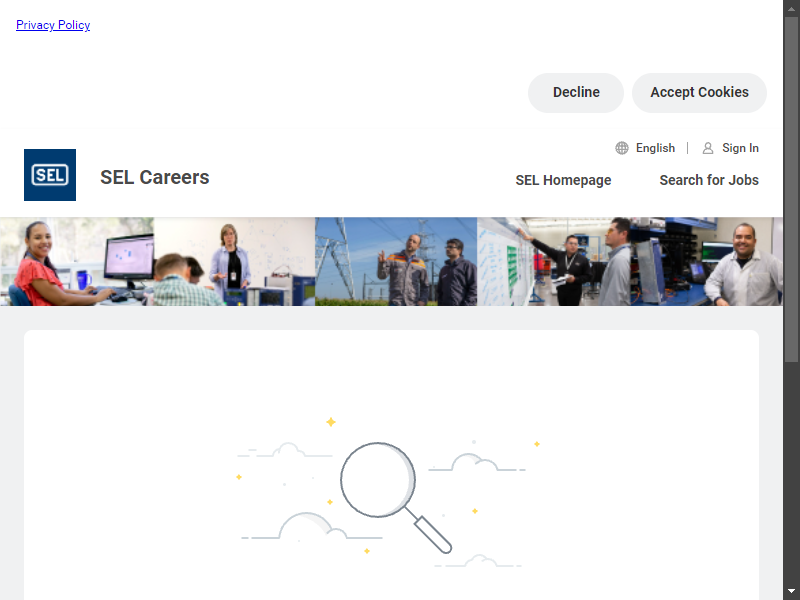 Privacy Policy
Decline
Accept Cookies
English
Sign In
SEL
SEL Careers
SEL Homepage
Search for Jobs